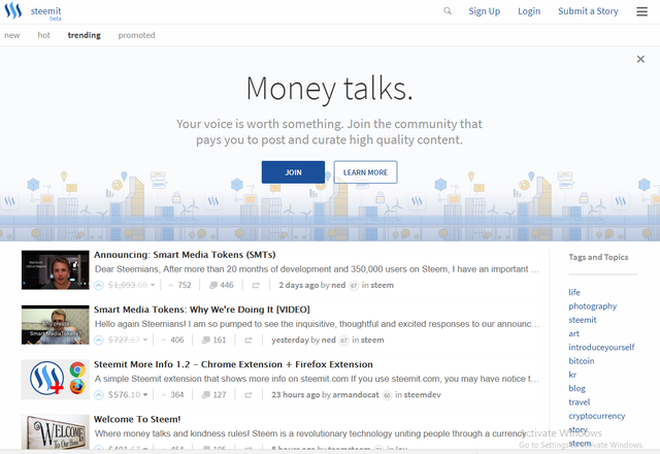 steemit
beta
Sign Up Login Submit a Story
new hot trending promoted
Money talks.
Your voice is worth something. Join the community that
pays you to post and curate high quality content.
JOIN LEARN MORE
Announcing: Smart Media Tokens (SMTs)
Dear Steemians, After more than 20 months of development and 350,000 users on Steem, I have an important ...
$1,093.08 752 446 2 days ago by ned 67 in steem
Smart Media Tokens: Why We're Doing It [VIDEO]
Hello again Steemians! I am so pumped to see the inquisitive, thoughtful and excited responses to our announc...
$727.67 406 161 yesterday by ned 67 in steem
Steemit More Info 1.2 - Chrome Extension + Firefox Extension
A simple Steemit extension that shows more info on steemit.com If you use steemit.com, you may have notice t...
$576.10 364 127 23 hours ago by armandocat 60 in steemdev
WELCOME
Welcome To Steem!
Where money talks and kindness rules! Steem is a revolutionary technology uniting people through a currency
Tags and Topics
life
photography
steemit
art
introduceyourself
bitcoin
kr
blog
travel
cryptocurrency
story
steem
Activate Windows
Go to Settings to activate Windows.